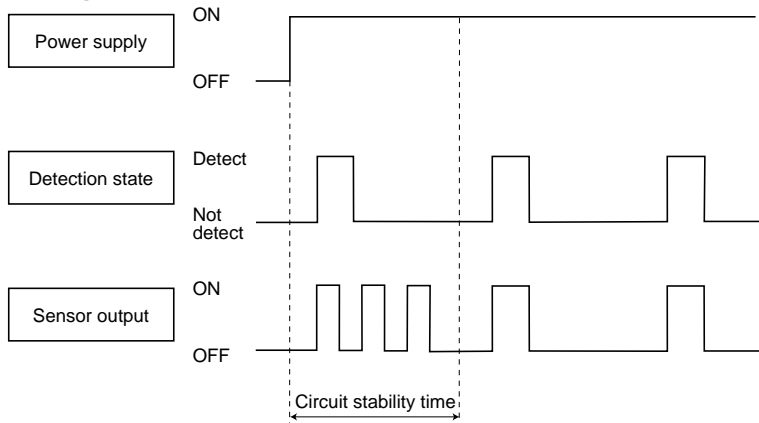 ON
Power supply
OFF
Detect
Detection state
Not
detect
ON
Sensor output
OFF
Circuit stability time